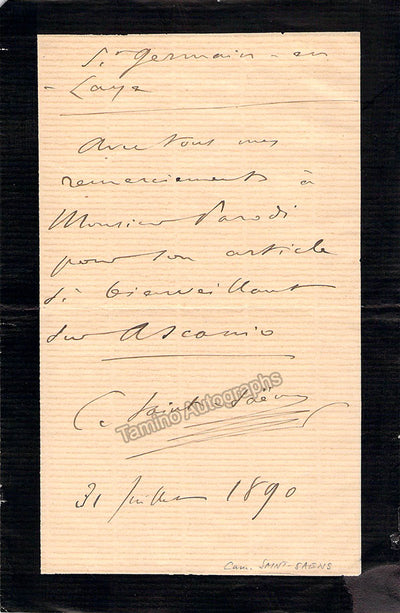 St Germain - en
- Laye
Avec tous mes
remerciements à
Monsieur Parodi
pour son article
si bienveillant
sur Ascanio
C. Saint-Saëns
Tamino Autographs
31 Juillet 1890
Cam. SAINT-SAENS